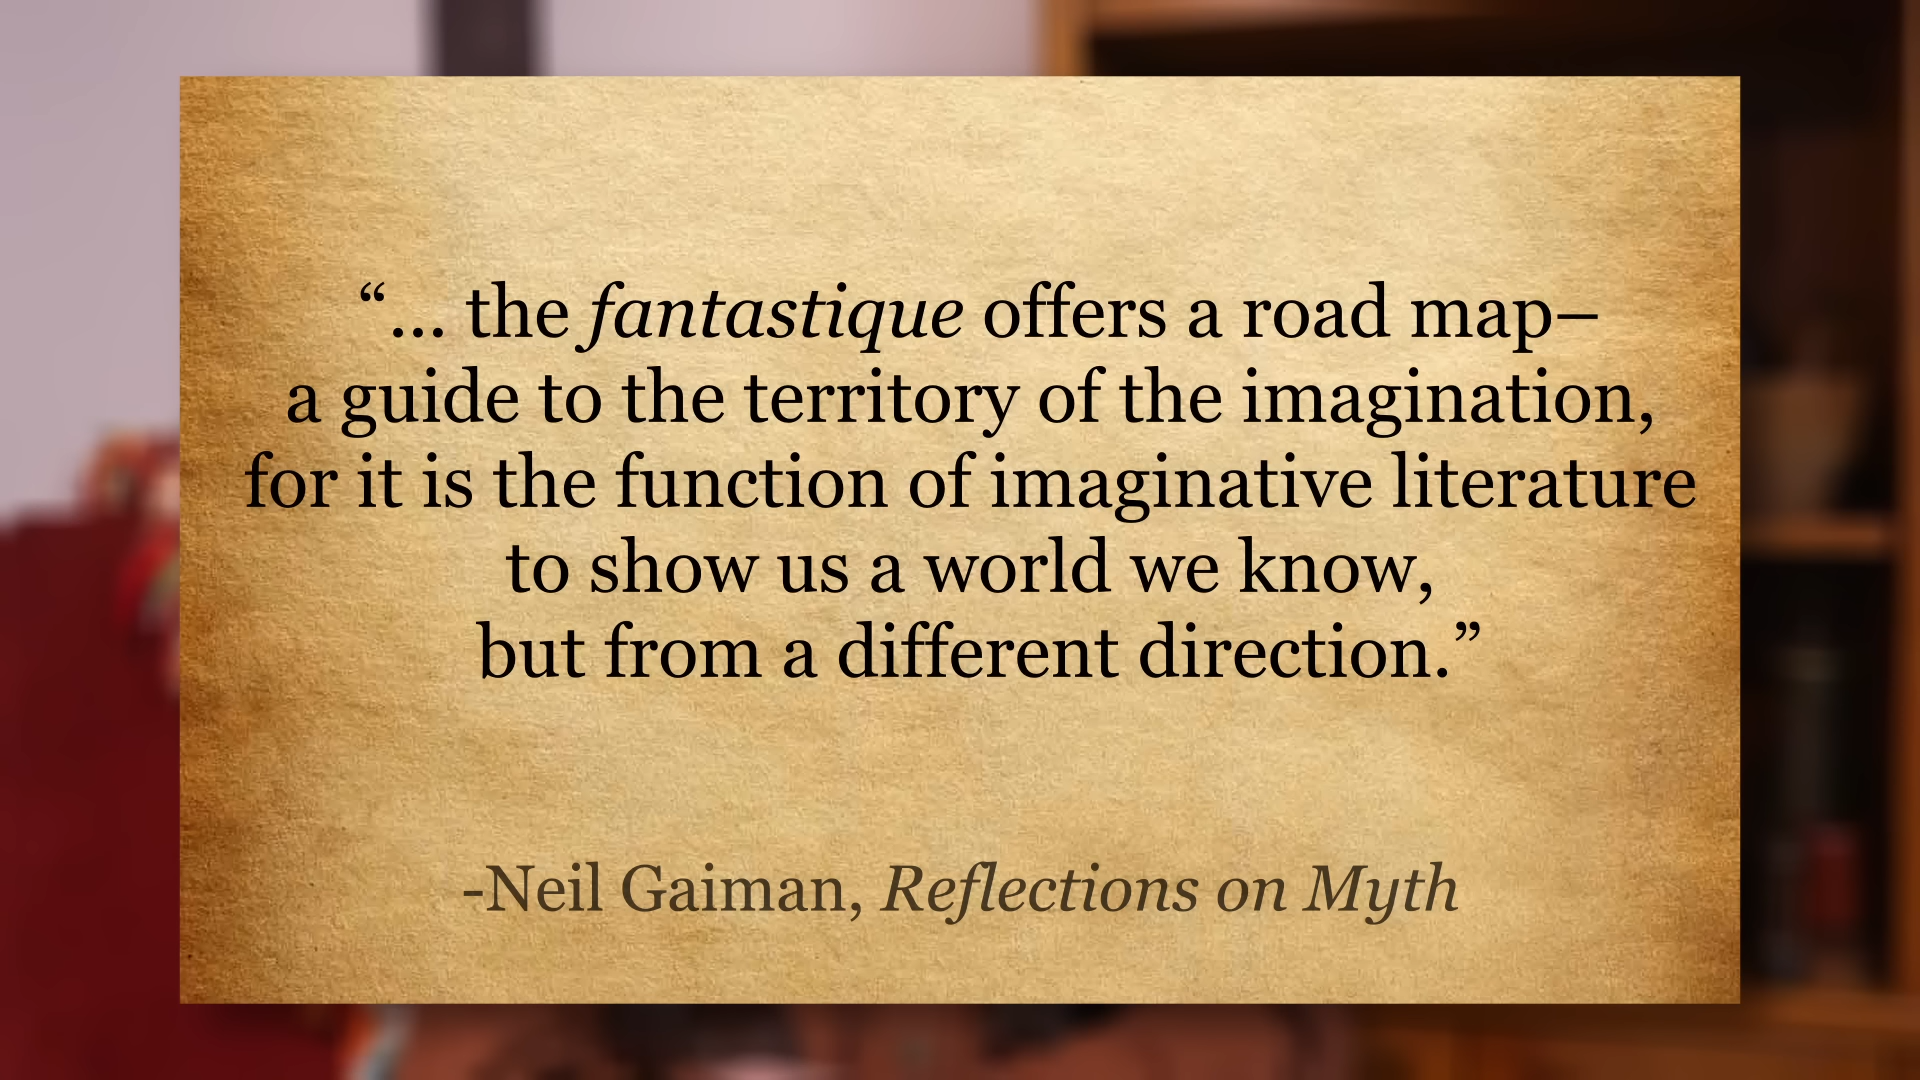 “... the fantastique offers a road map–
a guide to the territory of the imagination,
for it is the function of imaginative literature
to show us a world we know,
but from a different direction.”
-Neil Gaiman, Reflections on Myth